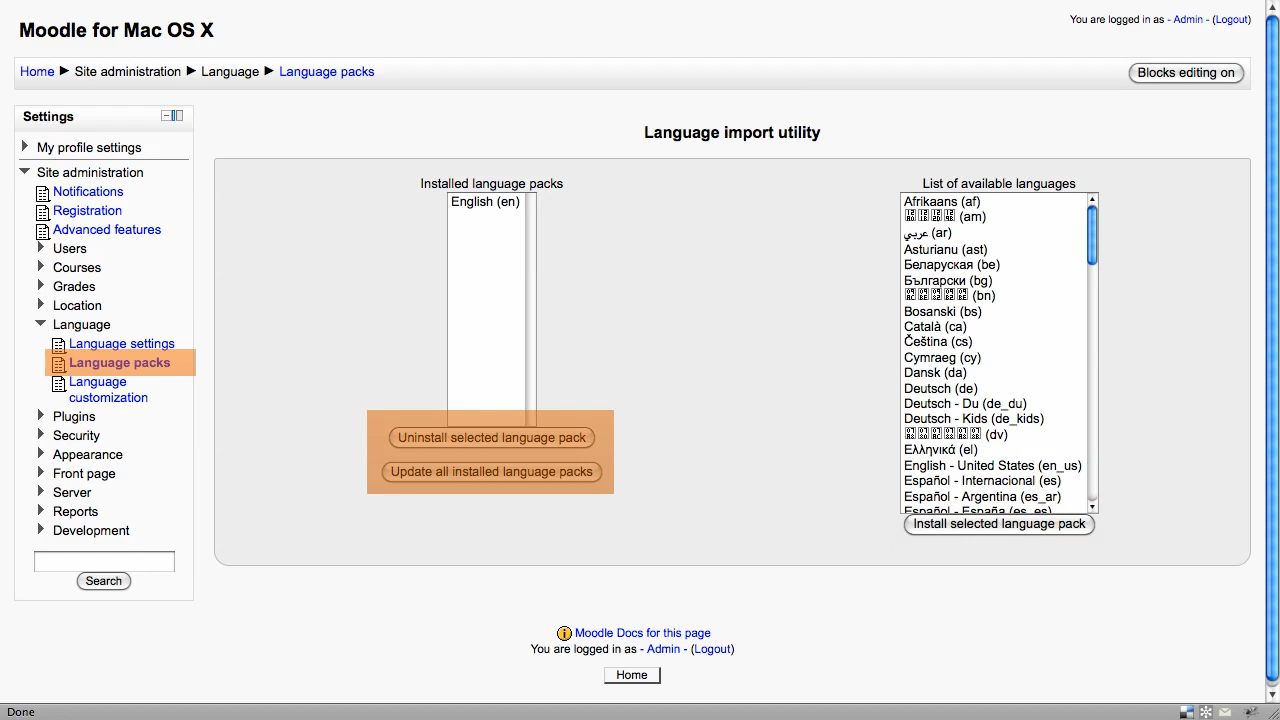 Moodle for Mac OS X
You are logged in as - Admin - (Logout)
Home ► Site administration ► Language ► Language packs
Blocks editing on
Settings
My profile settings
Site administration
Notifications
Registration
Advanced features
Users
Courses
Grades
Location
Language
Language settings
Language packs
Language
customization
Plugins
Security
Appearance
Front page
Server
Reports
Development
Search
Language import utility
Installed language packs
English (en)
Uninstall selected language pack
Update all installed language packs
List of available languages
Afrikaans (af)
(am)
عربي (ar)
Asturianu (ast)
Беларуская (be)
Български (bg)
(bn)
Bosanski (bs)
Català (ca)
Čeština (cs)
Cymraeg (cy)
Dansk (da)
Deutsch (de)
Deutsch - Du (de_du)
Deutsch - Kids (de_kids)
(dv)
Ελληνικά (el)
English - United States (en_us)
Español - Internacional (es)
Español - Argentina (es_ar)
Español - España (es_es)
Install selected language pack
Moodle Docs for this page
You are logged in as - Admin - (Logout)
Home
Done